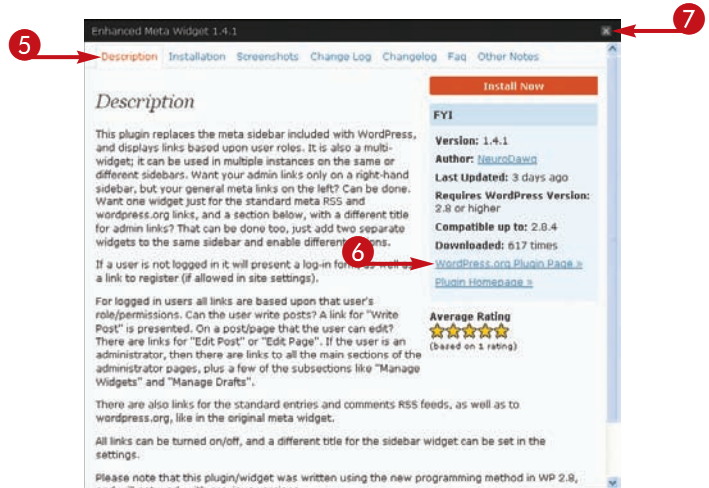 Enhanced Meta Widget 1.4.1
7
5
Description Installation Screenshots Change Log Changelog Faq Other Notes
Description
This plugin replaces the meta sidebar included with WordPress,
and displays links based upon user roles. It is also a multi-
widget; it can be used in multiple instances on the same or
different sidebars. Want your admin links only on a right-hand
sidebar, but your general meta links on the left? Can be done.
Want one widget just for the standard meta RSS and
wordpress.org links, and a section below, with a different title
for admin links? That can be done too, just add two separate
widgets to the same sidebar and enable different
If a user is not logged in it will present a log-in form, as well as
a link to register (if allowed in site settings).
For logged in users all links are based upon that user's
role/permissions. Can the user write posts? A link for "Write
Post" is presented. On a post/page that the user can edit?
There are links for "Edit Post" or "Edit Page". If the user is an
administrator, then there are links to all the main sections of the
administrator pages, plus a few of the subsections like "Manage
Widgets" and "Manage Drafts".
There are also links for the standard entries and comments RSS feeds, as well as to
wordpress.org, like in the original meta widget.
All links can be turned on/off, and a different title for the sidebar widget can be set in the
settings.
Please note that this plugin/widget was written using the new programming method in WP 2.8,
Install Now
FYI
Version: 1.4.1
Author: NeuroDawg
Last Updated: 3 days ago
Requires WordPress Version:
2.8 or higher
Compatible up to: 2.8.4
Downloaded: 617 times
6
WordPress.org Plugin Page »
Plugin Homepage »
Average Rating
(based on 1 rating)